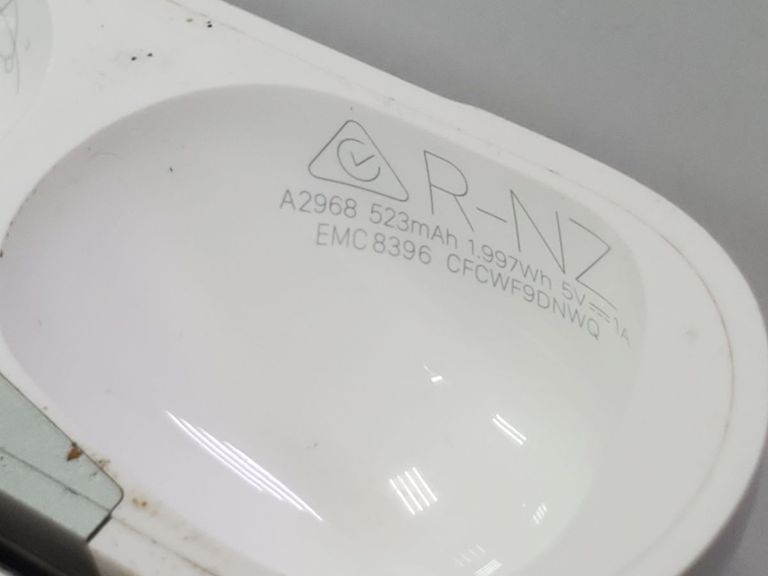 R-NZ
A2968 523mAh 1.997Wh 5V⎓1A
EMC 8396 CFCWF9DNWQ